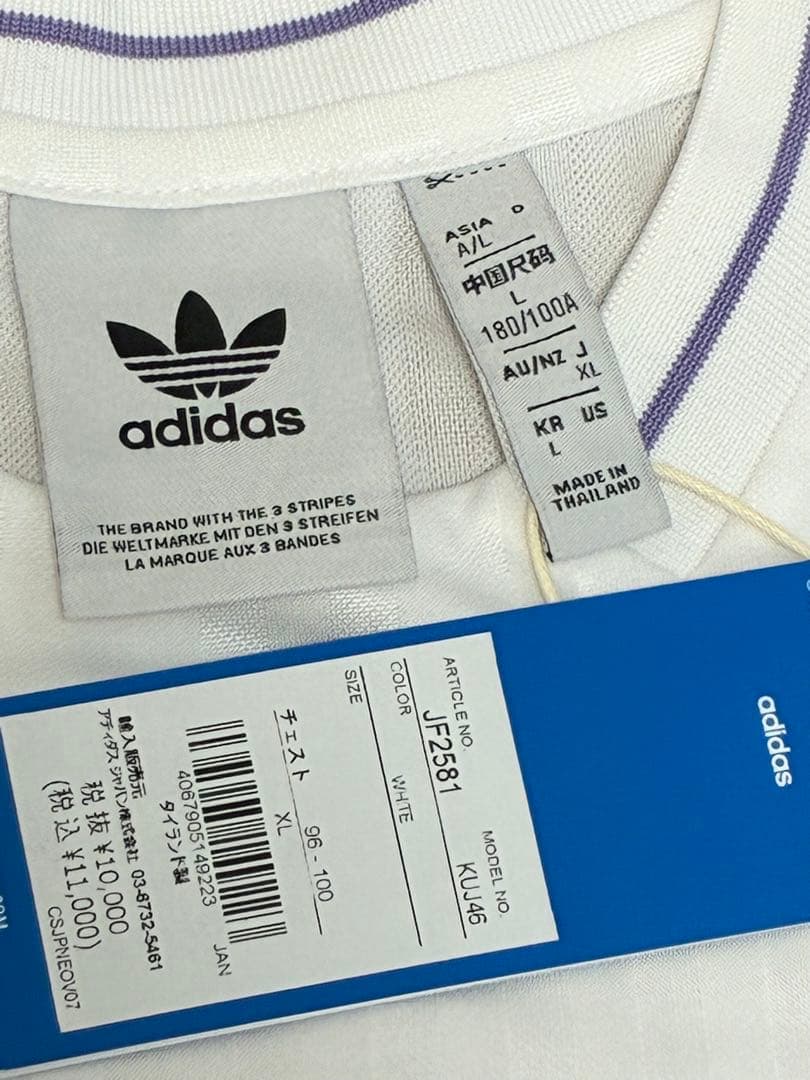 adidas
THE BRAND WITH THE 3 STRIPES
DIE WELTMARKE MIT DEN 3 STREIFEN
LA MARQUE AUX 3 BANDES
ASIA D
A/L
中国尺码
L
180/100A
AU/NZ J
XL
KR US
L
MADE IN
THAILAND
adidas
ARTICLE NO. MODEL NO.
JF2581 KUJ46
COLOR WHITE
SIZE
チェスト 96 - 100
XL
JAN
4067905149223
タイランド製
輸入販売元
アディダス ジャパン株式会社 03-6732-5461
税抜 ¥10,000
(税込 ¥11,000)
CSJPNEOV07